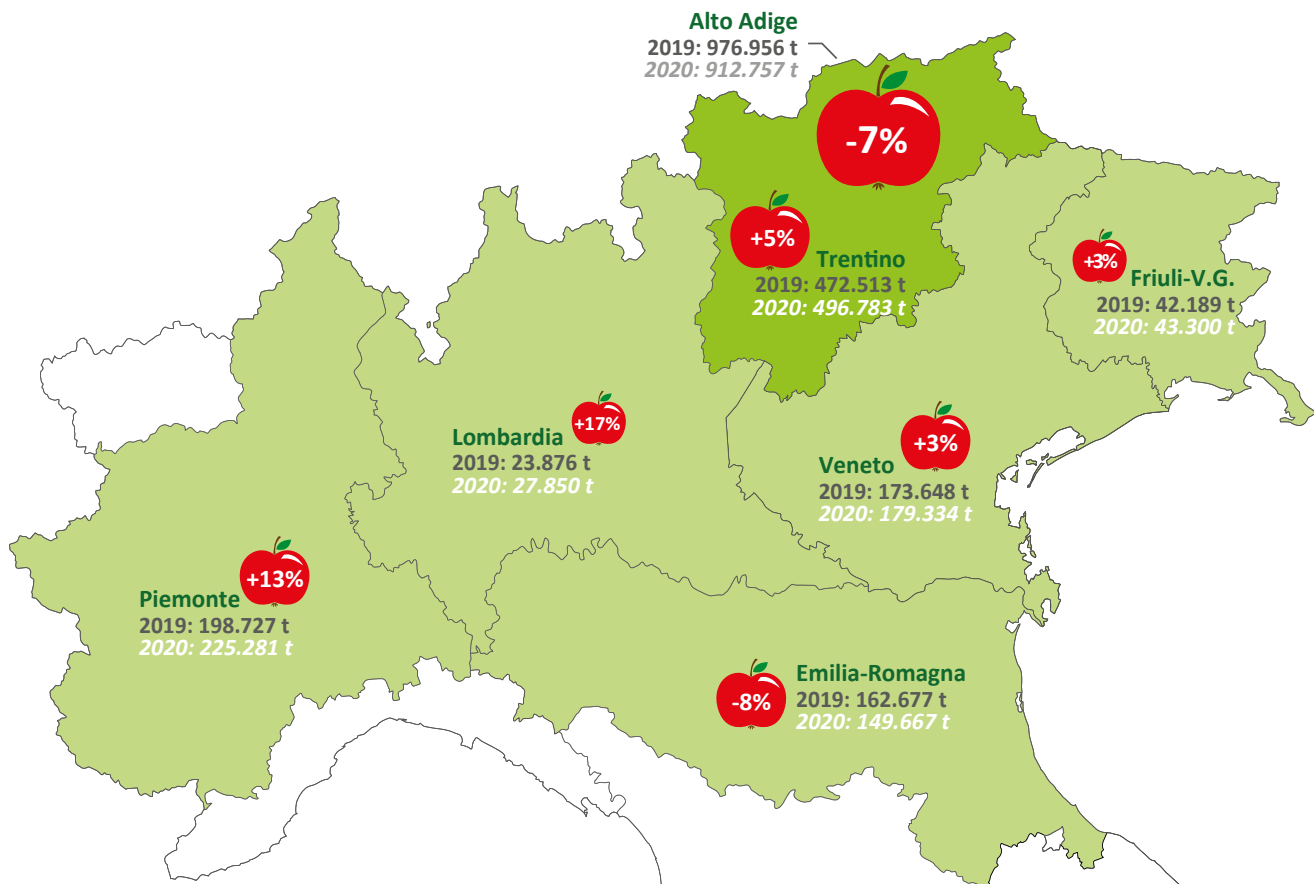 Alto Adige
2019: 976.956 t
2020: 912.757 t
-7%
+5%
Trentino
2019: 472.513 t
2020: 496.783 t
+3%
Friuli-V.G.
2019: 42.189 t
2020: 43.300 t
+17%
Lombardia
2019: 23.876 t
2020: 27.850 t
+3%
Veneto
2019: 173.648 t
2020: 179.334 t
+13%
Piemonte
2019: 198.727 t
2020: 225.281 t
-8%
Emilia-Romagna
2019: 162.677 t
2020: 149.667 t